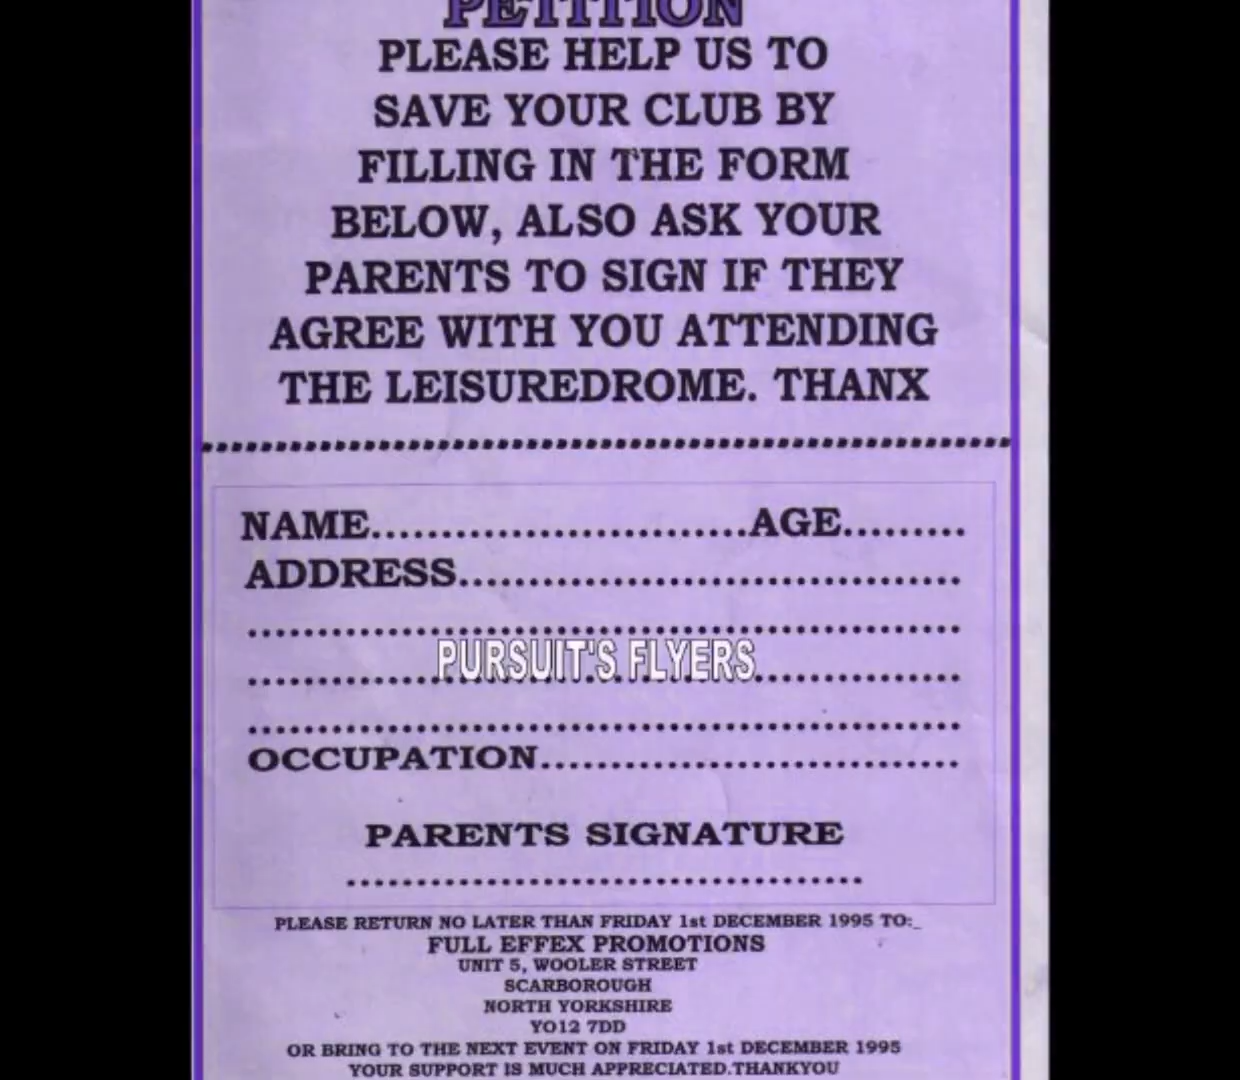 PETITION
PLEASE HELP US TO
SAVE YOUR CLUB BY
FILLING IN THE FORM
BELOW, ALSO ASK YOUR
PARENTS TO SIGN IF THEY
AGREE WITH YOU ATTENDING
THE LEISUREDROME. THANX
NAME...........................AGE.........
ADDRESS....................................
...................................................
PURSUIT'S FLYERS
...................................................
...................................................
OCCUPATION..............................
PARENTS SIGNATURE
.....................................
PLEASE RETURN NO LATER THAN FRIDAY 1st DECEMBER 1995 TO:_
FULL EFFEX PROMOTIONS
UNIT 5, WOOLER STREET
SCARBOROUGH
NORTH YORKSHIRE
YO12 7DD
OR BRING TO THE NEXT EVENT ON FRIDAY 1st DECEMBER 1995
YOUR SUPPORT IS MUCH APPRECIATED.THANKYOU